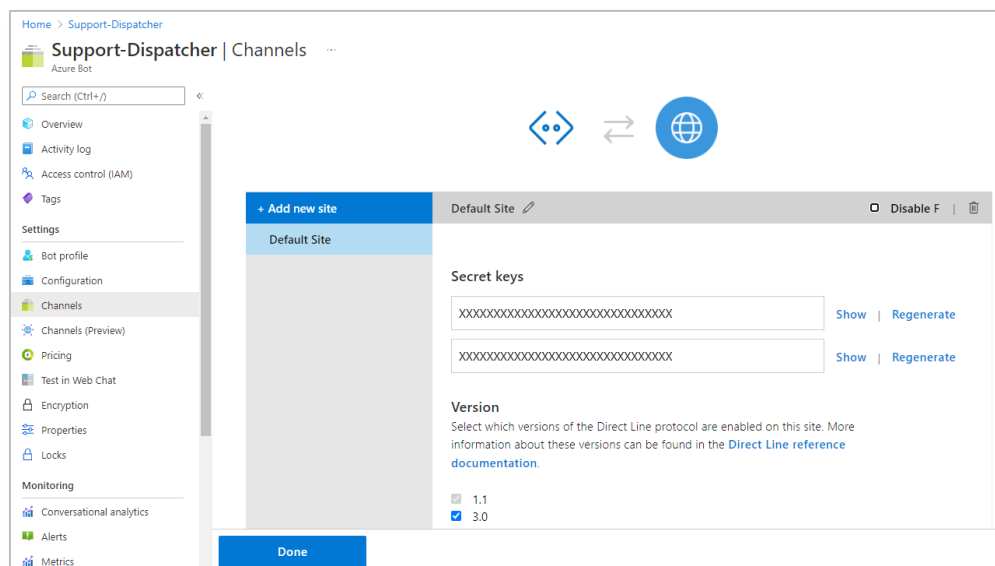 Home > Support-Dispatcher
Support-Dispatcher | Channels ...
Azure Bot
Search (Ctrl+/)
«
Overview
Activity log
Access control (IAM)
Tags
Settings
Bot profile
Configuration
Channels
Channels (Preview)
Pricing
Test in Web Chat
Encryption
Properties
Locks
Monitoring
Conversational analytics
Alerts
Metrics
+ Add new site
Default Site
Default Site
Disable F |
Secret keys
XXXXXXXXXXXXXXXXXXXXXXXXXXXXXXX
Show | Regenerate
XXXXXXXXXXXXXXXXXXXXXXXXXXXXXXX
Show | Regenerate
Version
Select which versions of the Direct Line protocol are enabled on this site. More
information about these versions can be found in the Direct Line reference
documentation.
1.1
3.0
Done